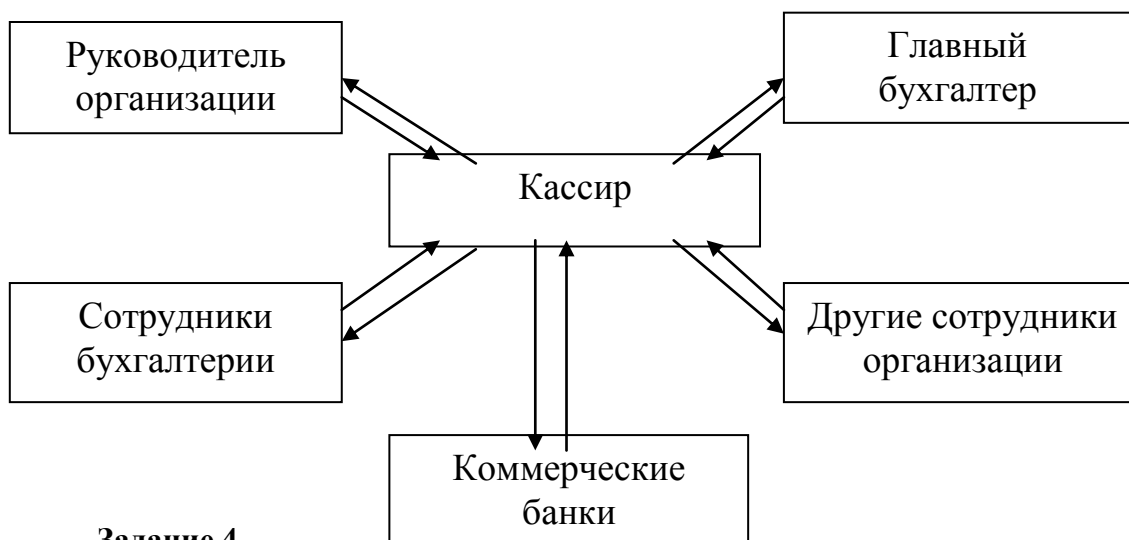 Руководитель
организации
Главный
бухгалтер
Кассир
Сотрудники
бухгалтерии
Другие сотрудники
организации
Коммерческие
банки
Задание 4